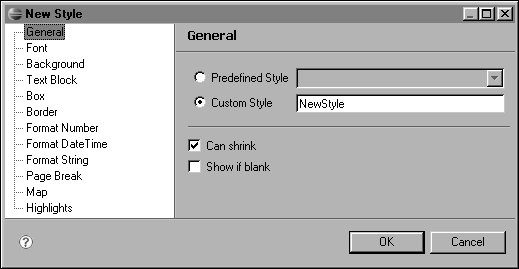 New Style
General
Font
Background
Text Block
Box
Border
Format Number
Format DateTime
Format String
Page Break
Map
Highlights
General
Predefined Style
Custom Style NewStyle
Can shrink
Show if blank
?
OK Cancel